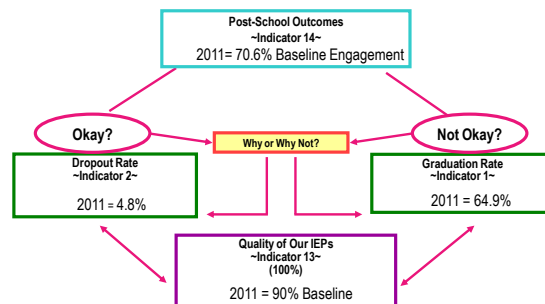 Post-School Outcomes
~Indicator 14~
2011= 70.6% Baseline Engagement
Okay?
Why or Why Not?
Not Okay?
Dropout Rate
~Indicator 2~
2011 = 4.8%
Graduation Rate
~Indicator 1~
2011 = 64.9%
Quality of Our IEPs
~Indicator 13~
(100%)
2011 = 90% Baseline